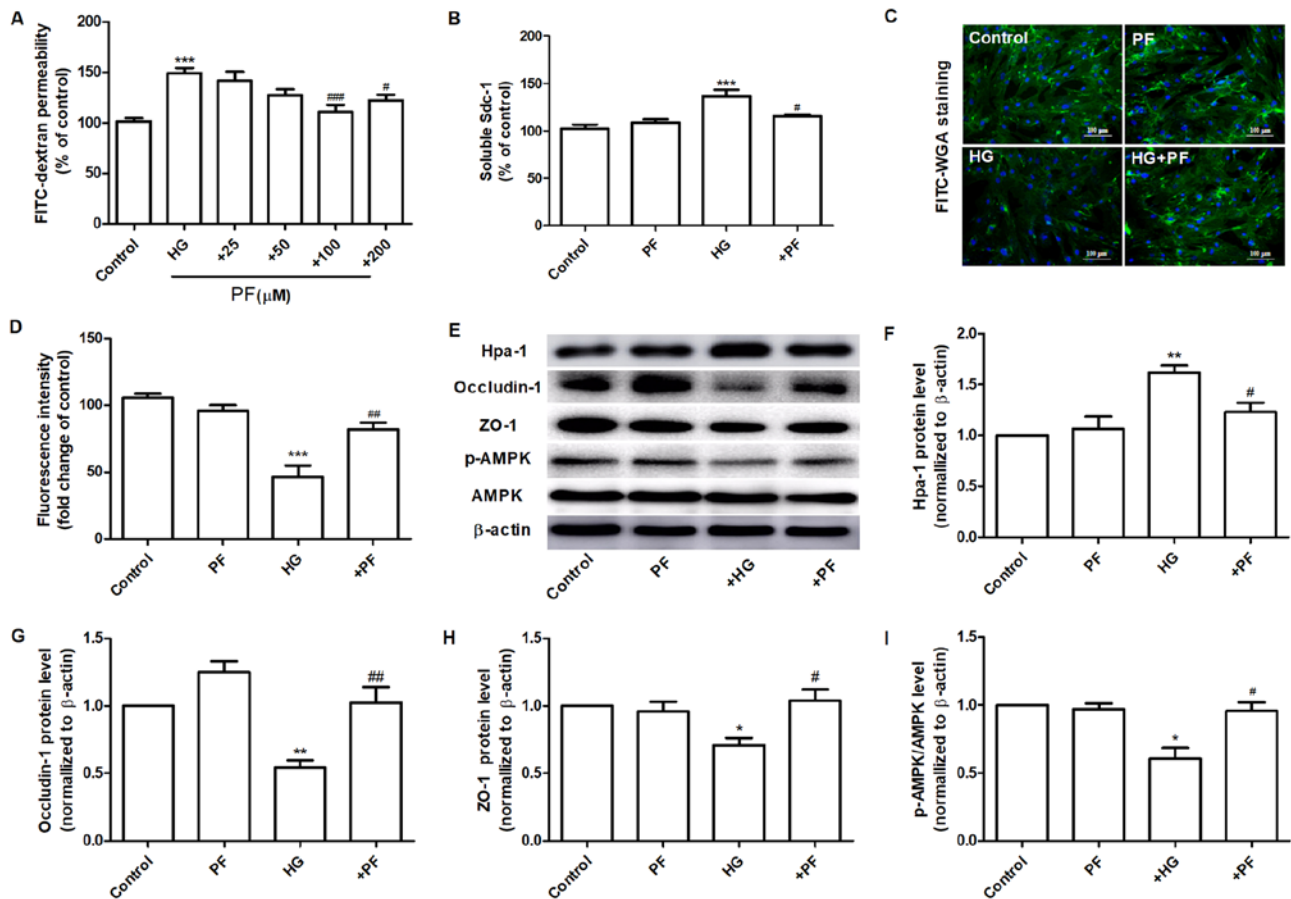 A
FITC-dextran permeability
(% of control)
200
150
100
50
0
***
###
#
Control
HG
+25
+50
+100
+200
PF(μM)
B
Soluble Sdc-1
(% of control)
200
150
100
50
0
***
#
Control
PF
HG
+PF
C
FITC-WGA staining
Control
PF
HG
HG+PF
100 μm
100 μm
100 μm
100 μm
D
Fluorescence intensity
(fold change of control)
150
100
50
0
***
##
Control
PF
HG
+PF
E
Hpa-1
Occludin-1
ZO-1
p-AMPK
AMPK
β-actin
Control
PF
+HG
+PF
F
Hpa-1 protein level
(normalized to β-actin)
2.0
1.5
1.0
0.5
0.0
**
#
Control
PF
HG
+PF
G
Occludin-1 protein level
(normallized to β-actin)
1.5
1.0
0.5
0.0
**
##
Control
PF
HG
+PF
H
ZO-1 protein level
(normallized to β-actin)
1.5
1.0
0.5
0.0
*
#
Control
PF
HG
+PF
I
p-AMPK/AMPK level
(normalized to β-actin)
1.5
1.0
0.5
0.0
*
#
Control
PF
+HG
+PF